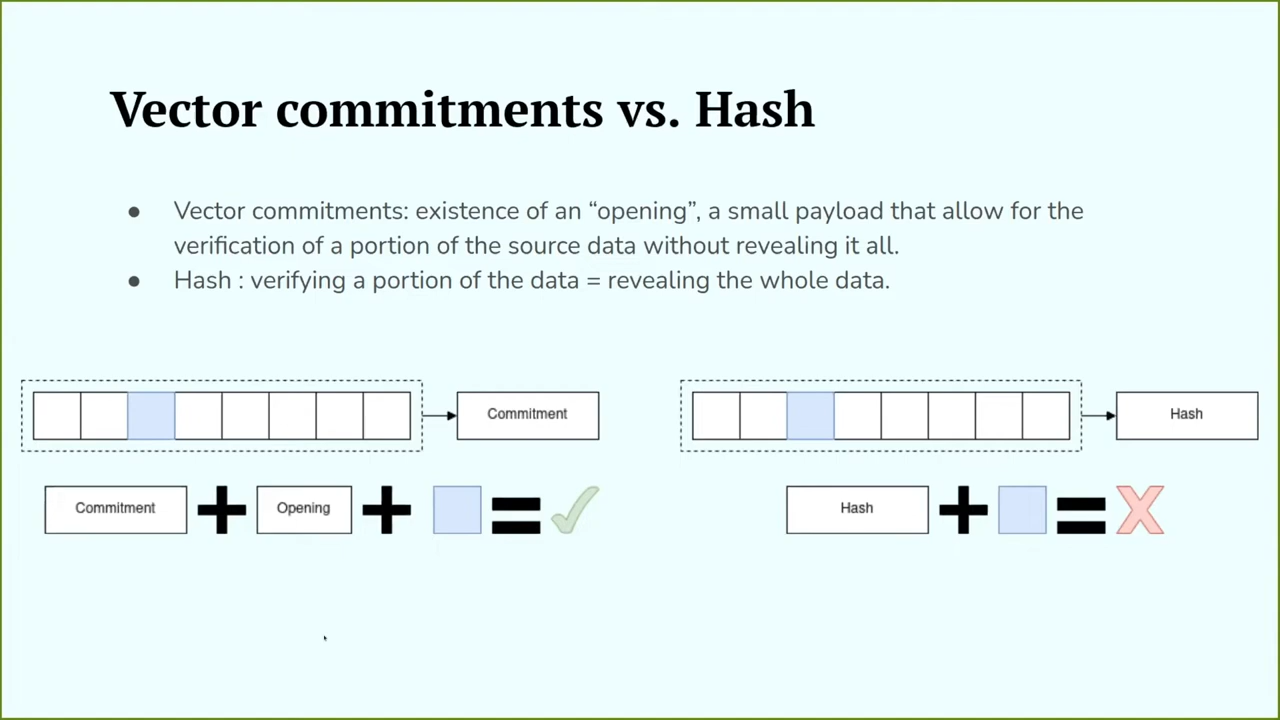 Vector commitments vs. Hash
● Vector commitments: existence of an “opening”, a small payload that allow for the
verification of a portion of the source data without revealing it all.
● Hash : verifying a portion of the data = revealing the whole data.
Commitment
Hash
Commitment + Opening + =
Hash + =